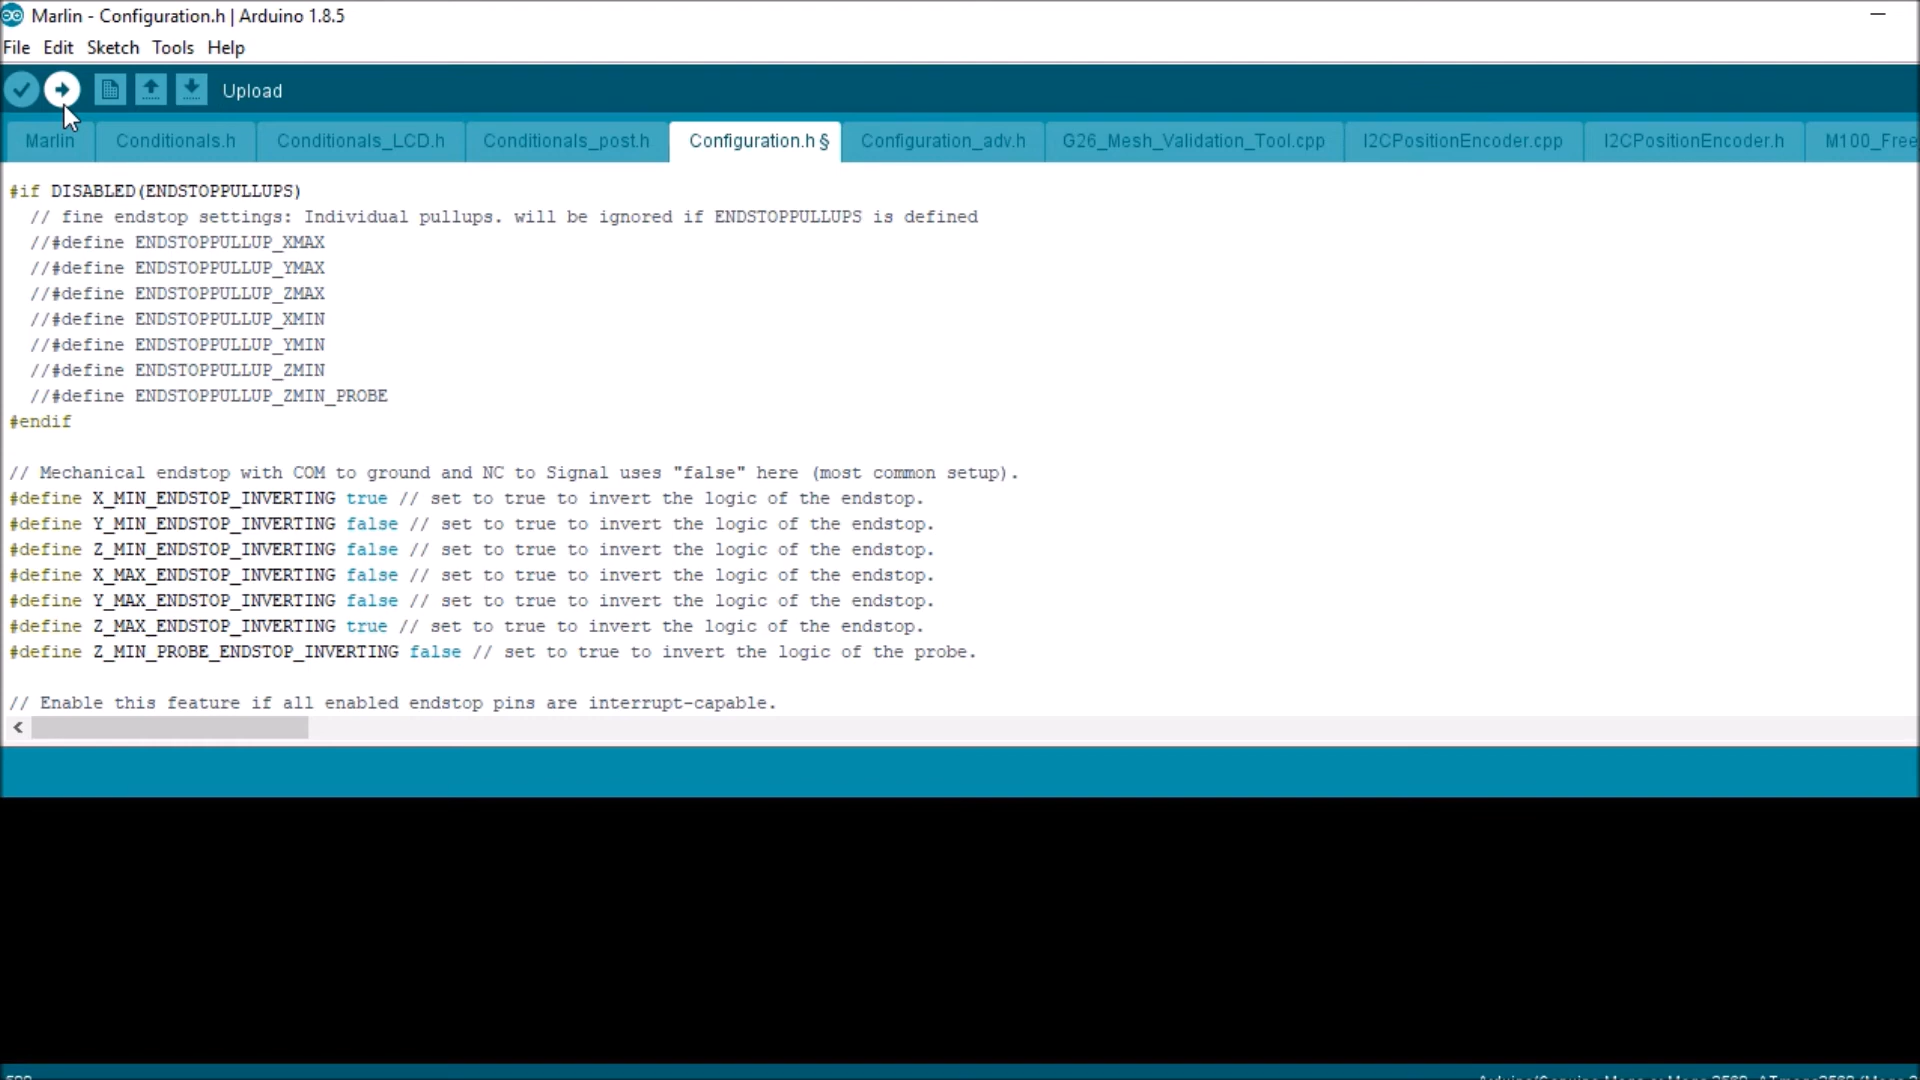 Marlin - Configuration.h | Arduino 1.8.5
File Edit Sketch Tools Help
Upload
Marlin Conditionals.h Conditionals_LCD.h Conditionals_post.h Configuration.h § Configuration_adv.h G26_Mesh_Validation_Tool.cpp I2CPositionEncoder.cpp I2CPositionEncoder.h M100_Free
#if DISABLED(ENDSTOPPULLUPS)
// fine endstop settings: Individual pullups. will be ignored if ENDSTOPPULLUPS is defined
//#define ENDSTOPPULLUP_XMAX
//#define ENDSTOPPULLUP_YMAX
//#define ENDSTOPPULLUP_ZMAX
//#define ENDSTOPPULLUP_XMIN
//#define ENDSTOPPULLUP_YMIN
//#define ENDSTOPPULLUP_ZMIN
//#define ENDSTOPPULLUP_ZMIN_PROBE
#endif
// Mechanical endstop with COM to ground and NC to Signal uses "false" here (most common setup).
#define X_MIN_ENDSTOP_INVERTING true // set to true to invert the logic of the endstop.
#define Y_MIN_ENDSTOP_INVERTING false // set to true to invert the logic of the endstop.
#define Z_MIN_ENDSTOP_INVERTING false // set to true to invert the logic of the endstop.
#define X_MAX_ENDSTOP_INVERTING false // set to true to invert the logic of the endstop.
#define Y_MAX_ENDSTOP_INVERTING false // set to true to invert the logic of the endstop.
#define Z_MAX_ENDSTOP_INVERTING true // set to true to invert the logic of the endstop.
#define Z_MIN_PROBE_ENDSTOP_INVERTING false // set to true to invert the logic of the probe.
// Enable this feature if all enabled endstop pins are interrupt-capable.